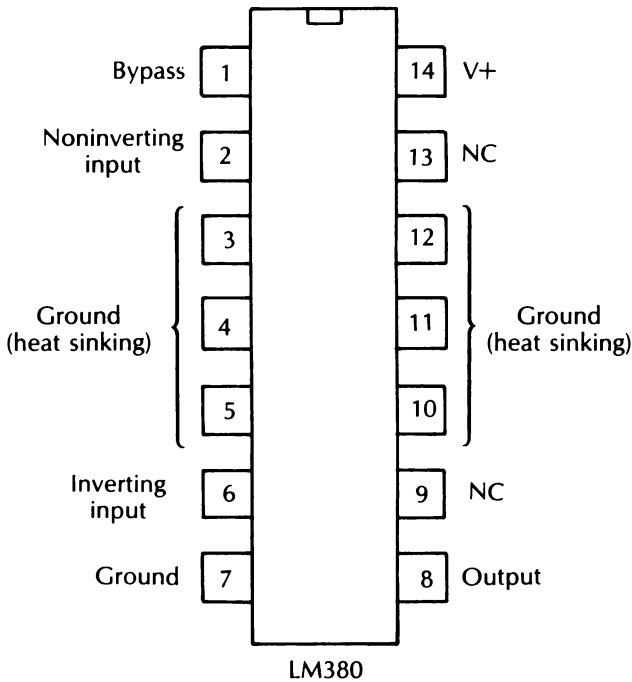 Bypass 1 14 V+
Noninverting
input 2 13 NC
3 12
Ground
(heat sinking) 4 11 Ground
(heat sinking)
5 10
Inverting
input 6 9 NC
Ground 7 8 Output
LM380